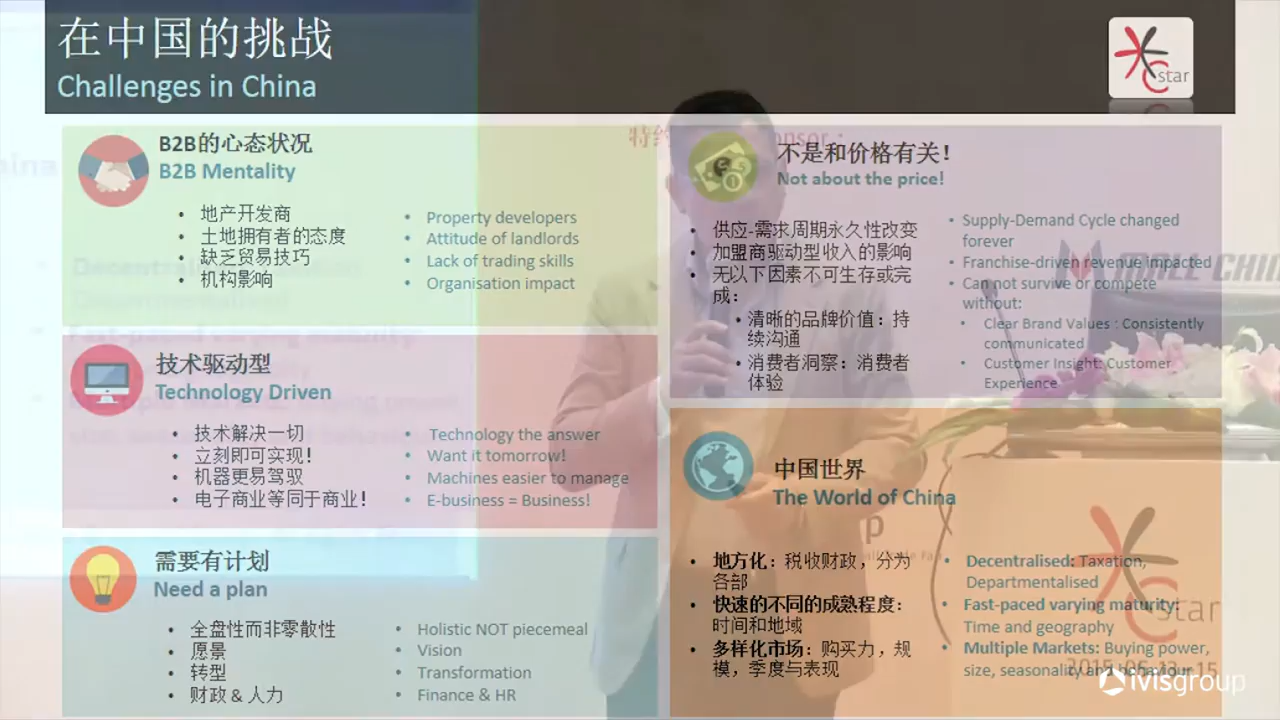 在中国的挑战
Challenges in China
star
B2B的心态状况
B2B Mentality
地产开发商
土地拥有者的态度
缺乏贸易技巧
机构影响
Property developers
Attitude of landlords
Lack of trading skills
Organisation impact
技术驱动型
Technology Driven
技术解决一切
立刻即可实现！
机器更易驾驭
电子商业等同于商业！
Technology the answer
Want it tomorrow!
Machines easier to manage
E-business = Business!
需要有计划
Need a plan
全盘性而非零散性
愿景
转型
财政 & 人力
Holistic NOT piecemeal
Vision
Transformation
Finance & HR
特约
不是和价格有关！
Not about the price!
供应-需求周期永久性改变
加盟商驱动型收入的影响
无以下因素不可生存或完
成：
清晰的品牌价值：持
续沟通
消费者洞察：消费者
体验
Supply-Demand Cycle changed
forever
Franchise-driven revenue impacted
Can not survive or compete
without:
Clear Brand Values : Consistently
communicated
Customer Insight: Customer
Experience
中国世界
The World of China
地方化：税收财政，分为
各部
快速的不同的成熟程度：
时间和地域
多样化市场：购买力，规
模，季度与表现
Decentralised: Taxation,
Departmentalised
Fast-paced varying maturity:
Time and geography
Multiple Markets: Buying power,
size, seasonality and behaviour
star
ivisgroup